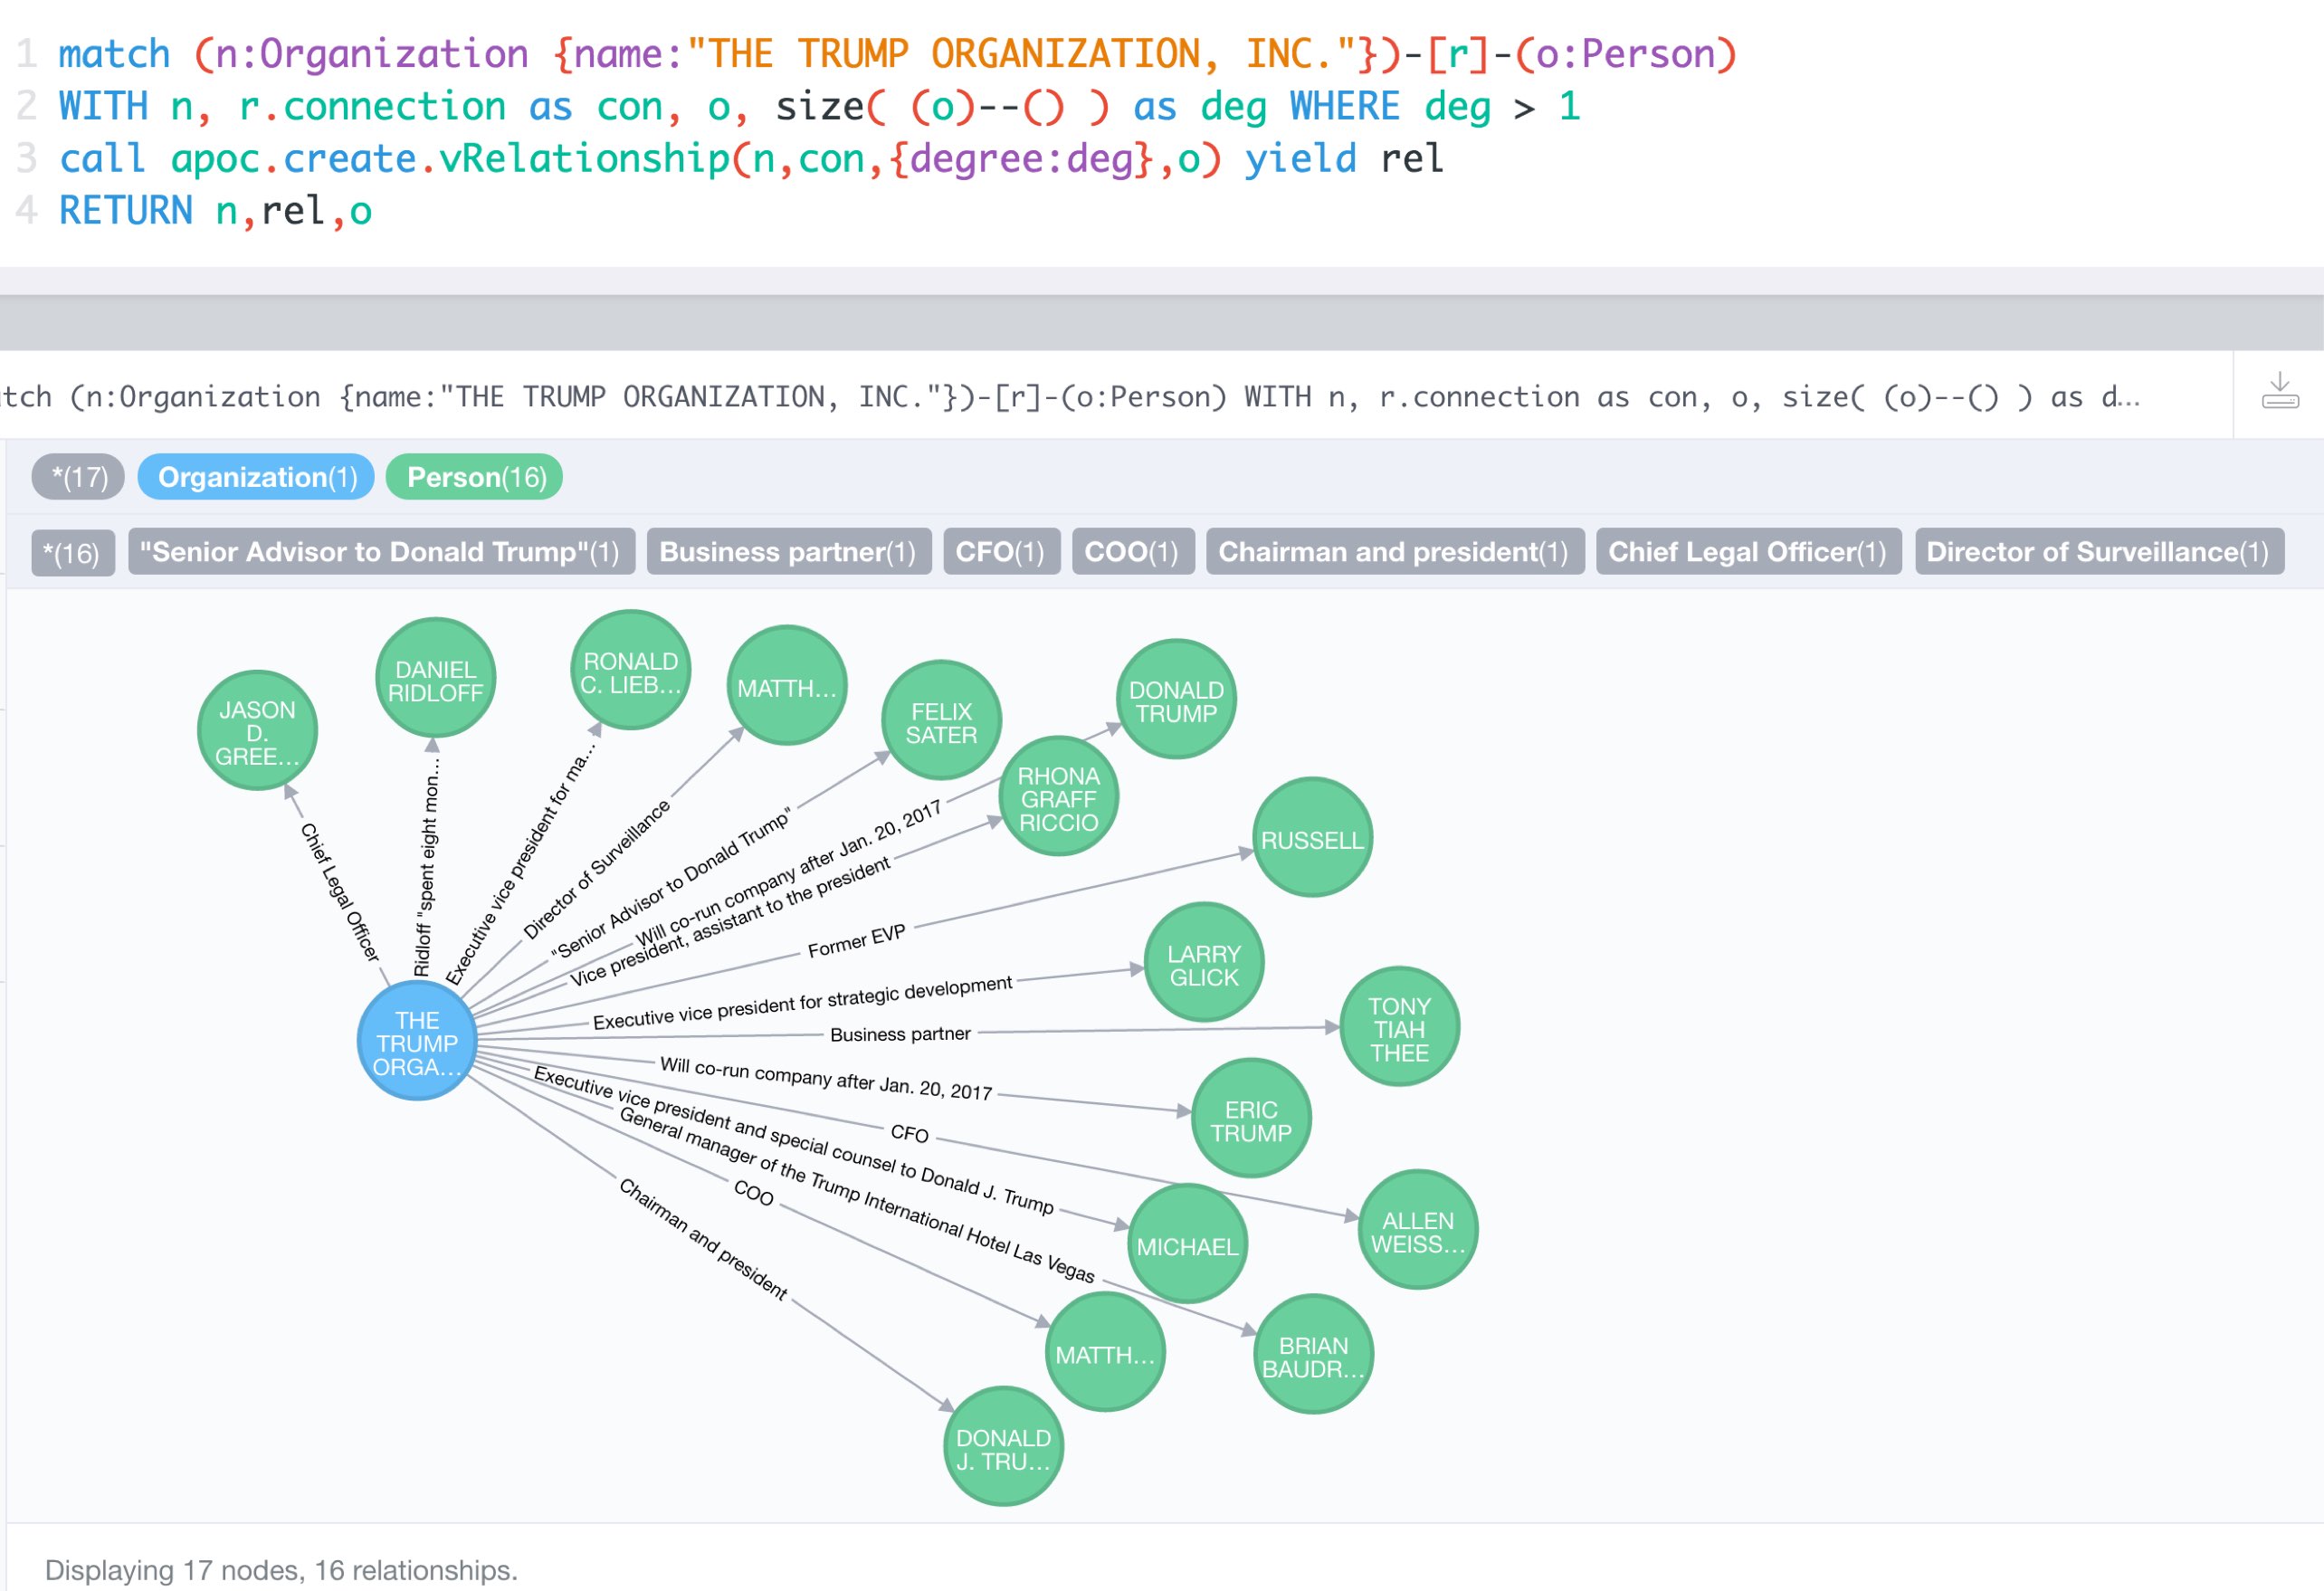 1 match (n:Organization {name:"THE TRUMP ORGANIZATION, INC."})-[r]-(o:Person)
2 WITH n, r.connection as con, o, size( (o)--() ) as deg WHERE deg > 1
3 call apoc.create.vRelationship(n,con,{degree:deg},o) yield rel
4 RETURN n,rel,o
tch (n:Organization {name:"THE TRUMP ORGANIZATION, INC."})-[r]-(o:Person) WITH n, r.connection as con, o, size( (o)--() ) as d…
*(17) Organization(1) Person(16)
*(16) "Senior Advisor to Donald Trump"(1) Business partner(1) CFO(1) COO(1) Chairman and president(1) Chief Legal Officer(1) Director of Surveillance(1)
JASON
D.
GREE…
DANIEL
RIDLOFF
RONALD
C. LIEB…
MATTH…
FELIX
SATER
DONALD
TRUMP
RHONA
GRAFF
RICCIO
RUSSELL
LARRY
GLICK
TONY
TIAH
THEE
ERIC
TRUMP
ALLEN
WEISS…
MICHAEL
BRIAN
BAUDR…
MATTH…
DONALD
J. TRU…
THE
TRUMP
ORGA…
Chief Legal Officer
Ridloff "spent eight mon…
Executive vice president for ma…
Director of Surveillance
"Senior Advisor to Donald Trump"
Will co-run company after Jan. 20, 2017
Vice president, assistant to the president
Former EVP
Executive vice president for strategic development
Business partner
Will co-run company after Jan. 20, 2017
CFO
Executive vice president and special counsel to Donald J. Trump
General manager of the Trump International Hotel Las Vegas
COO
Chairman and president
Displaying 17 nodes, 16 relationships.